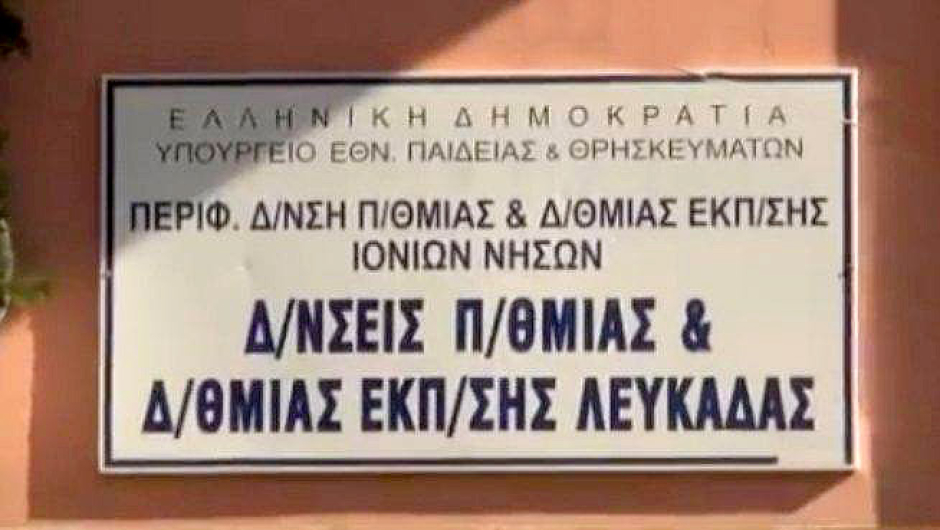 ΕΛΛΗΝΙΚΗ ΔΗΜΟΚΡΑΤΙΑ
ΥΠΟΥΡΓΕΙΟ ΕΘΝ. ΠΑΙΔΕΙΑΣ & ΘΡΗΣΚΕΥΜΑΤΩΝ
ΠΕΡΙΦ. Δ/ΝΣΗ Π/ΘΜΙΑΣ & Δ/ΘΜΙΑΣ ΕΚΠ/ΣΗΣ
ΙΟΝΙΩΝ ΝΗΣΩΝ
Δ/ΝΣΕΙΣ Π/ΘΜΙΑΣ &
Δ/ΘΜΙΑΣ ΕΚΠ/ΣΗΣ ΛΕΥΚΑΔΑΣ